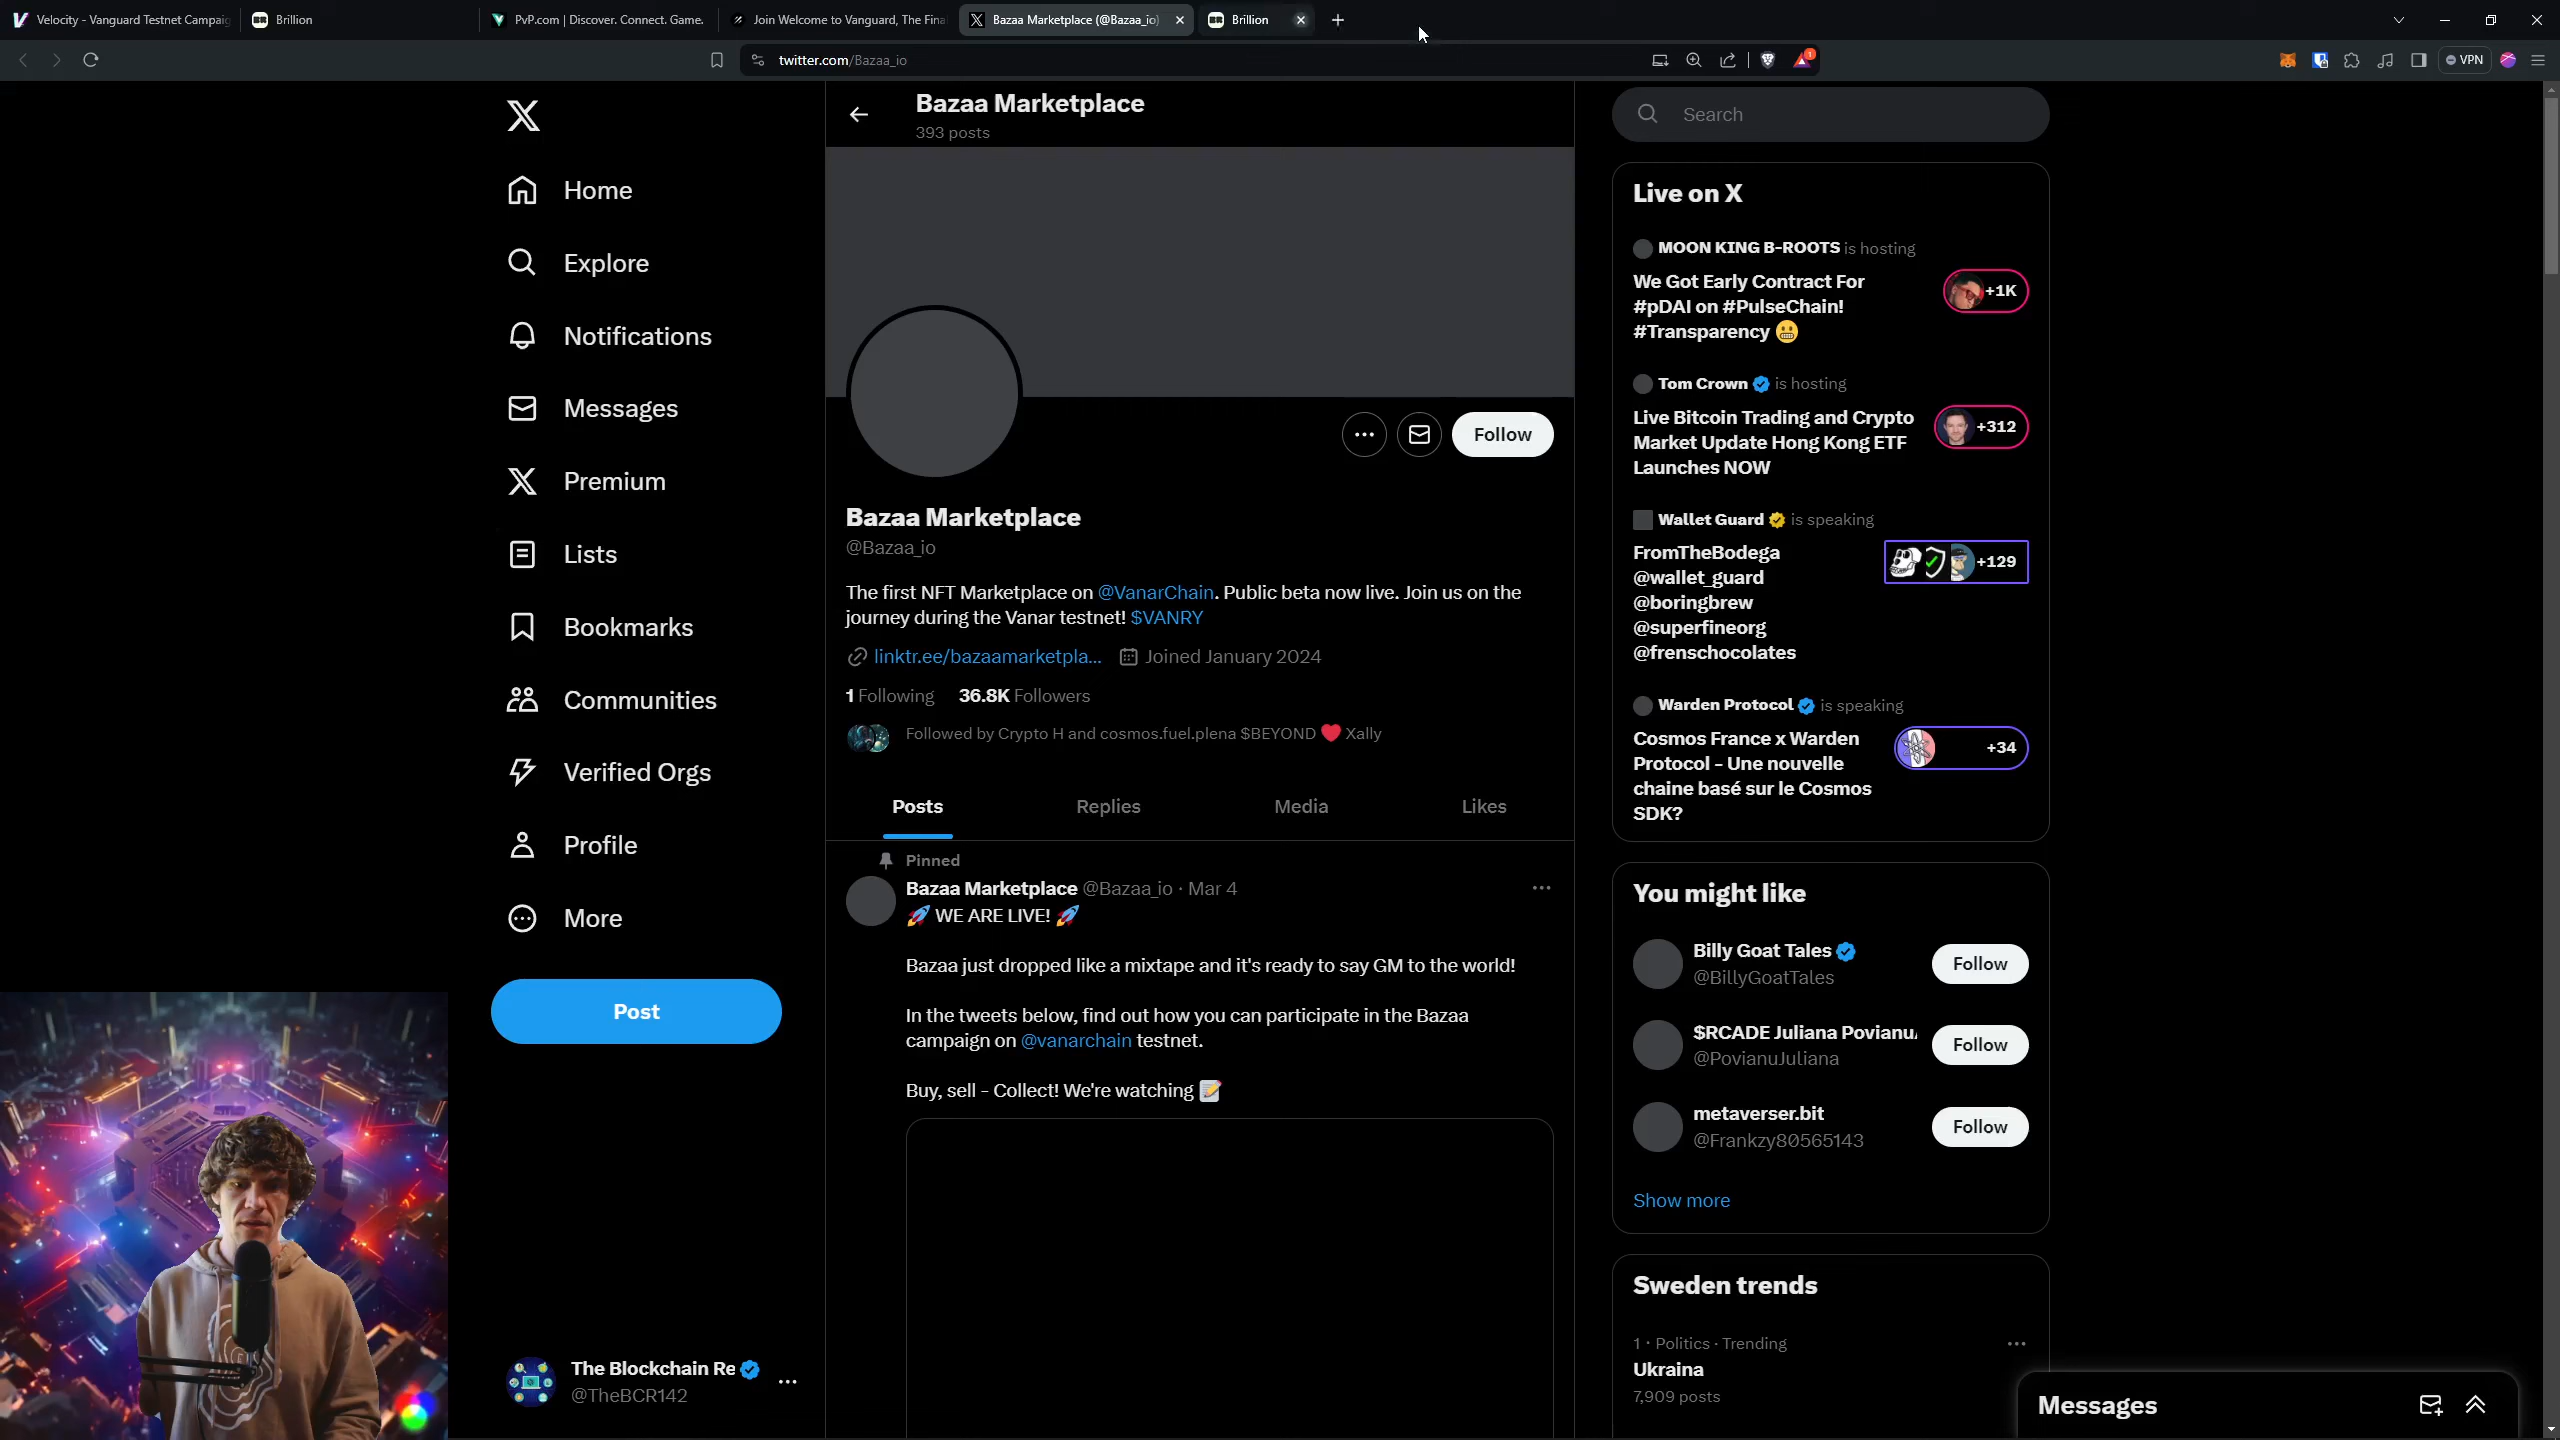 Velocity - Vanguard Testnet Campaig
Brillion
PvP.com | Discover. Connect. Game.
Join Welcome to Vanguard, The Fina
Bazaa Marketplace (@Bazaa_io)
Brillion
twitter.com/Bazaa_io
1
VPN
Home
Explore
Notifications
Messages
Premium
Lists
Bookmarks
Communities
Verified Orgs
Profile
More
Post
The Blockchain Re
@TheBCR142
Bazaa Marketplace
393 posts
Follow
Bazaa Marketplace
@Bazaa_io
The first NFT Marketplace on @VanarChain. Public beta now live. Join us on the
journey during the Vanar testnet! $VANRY
linktr.ee/bazaamarketpla... Joined January 2024
1 Following 36.8K Followers
Followed by Crypto H and cosmos.fuel.plena $BEYOND ❤️ Xally
Posts
Replies
Media
Likes
Pinned
Bazaa Marketplace @Bazaa_io · Mar 4
🚀 WE ARE LIVE! 🚀
Bazaa just dropped like a mixtape and it's ready to say GM to the world!
In the tweets below, find out how you can participate in the Bazaa
campaign on @vanarchain testnet.
Buy, sell - Collect! We're watching 📝
Search
Live on X
MOON KING B-ROOTS is hosting
We Got Early Contract For
#pDAI on #PulseChain!
#Transparency 😬
+1K
Tom Crown is hosting
Live Bitcoin Trading and Crypto
Market Update Hong Kong ETF
Launches NOW
+312
Wallet Guard is speaking
FromTheBodega
@wallet_guard
@boringbrew
@superfineorg
@frenschocolates
+129
Warden Protocol is speaking
Cosmos France x Warden
Protocol - Une nouvelle
chaine basé sur le Cosmos
SDK?
+34
You might like
Billy Goat Tales
@BillyGoatTales
Follow
$RCADE Juliana Povianu
@PovianuJuliana
Follow
metaverser.bit
@Frankzy80565143
Follow
Show more
Sweden trends
1 · Politics · Trending
Ukraina
7,909 posts
Messages